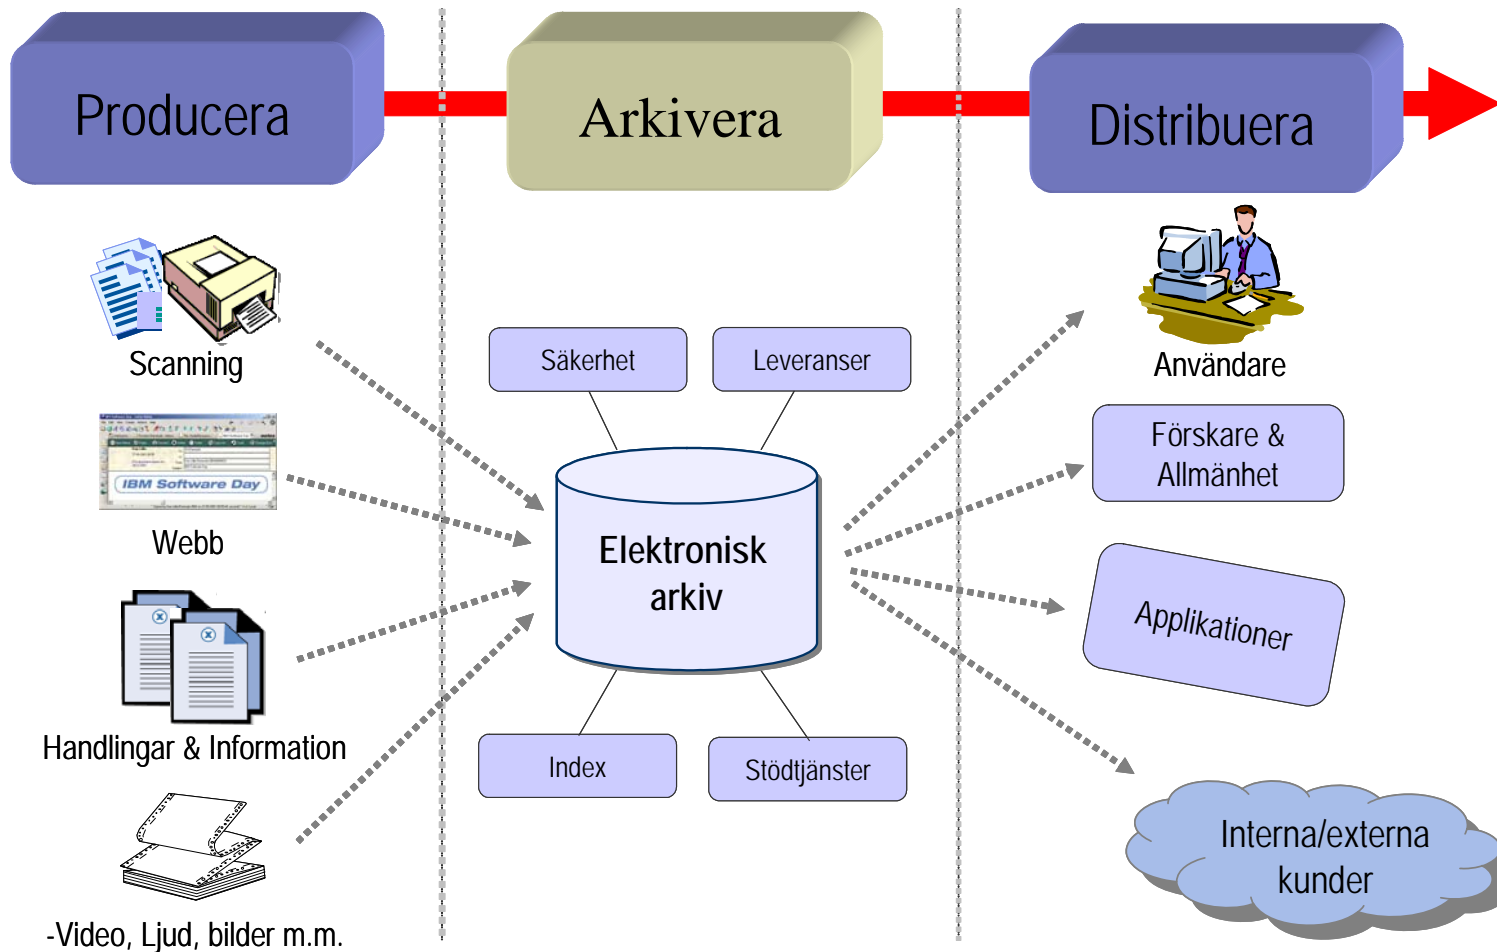 Producera
Arkivera
Distribuera
Scanning
IBM Software Day
Webb
Handlingar & Information
-Video, Ljud, bilder m.m.
Säkerhet
Leveranser
Elektronisk
arkiv
Index
Stödtjänster
Användare
Förskare &
Allmänhet
Applikationer
Interna/externa
kunder